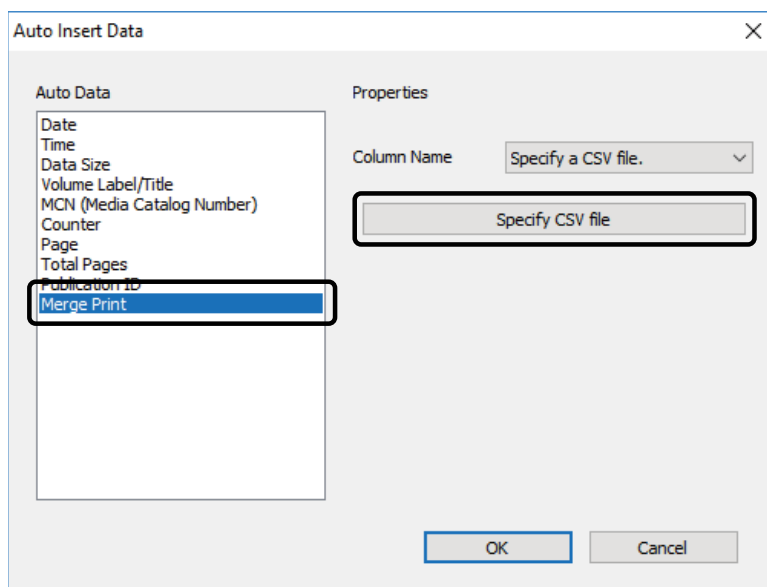 Auto Insert Data
Auto Data
Date
Time
Data Size
Volume Label/Title
MCN (Media Catalog Number)
Counter
Page
Total Pages
Publication ID
Merge Print
Properties
Column Name
Specify a CSV file.
Specify CSV file
OK
Cancel